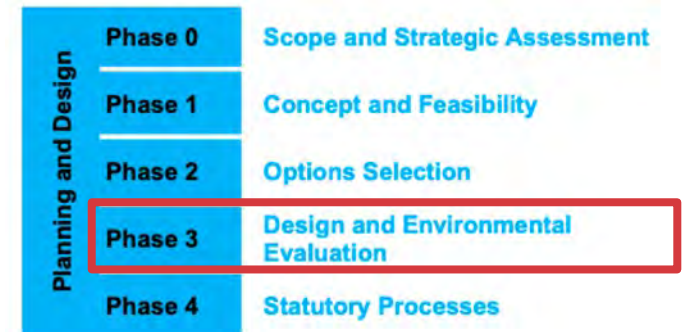 Planning and Design
Phase 0 Scope and Strategic Assessment
Phase 1 Concept and Feasibility
Phase 2 Options Selection
Phase 3 Design and Environmental
Evaluation
Phase 4 Statutory Processes